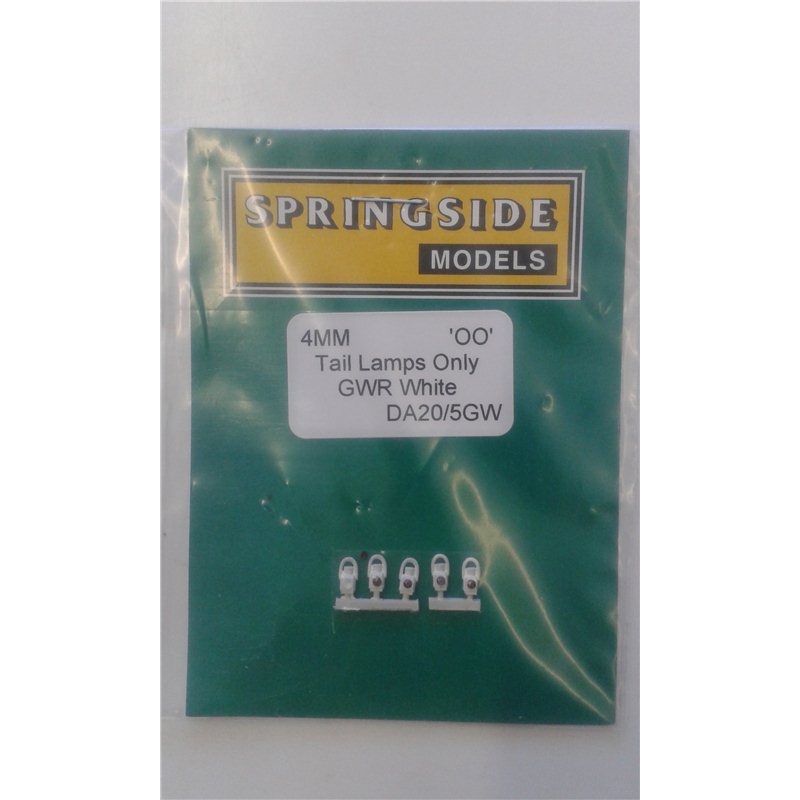 SPRINGSIDE
MODELS
4MM 'OO'
Tail Lamps Only
GWR White
DA20/5GW